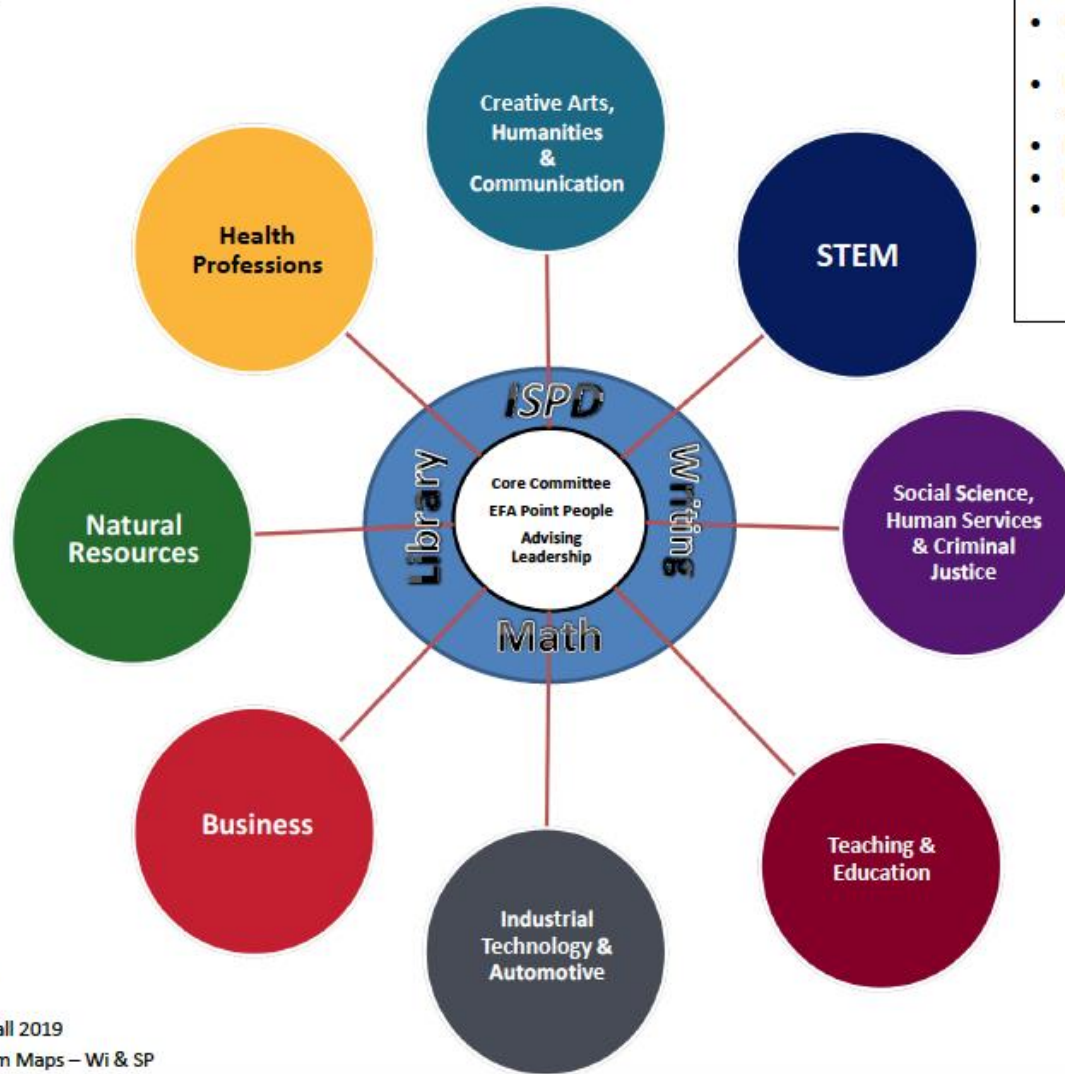 Creative Arts,
Humanities
&
Communication
Health
Professions
STEM
ISPD
Library
Writing
Core Committee
EFA Point People
Advising
Leadership
Math
Natural
Resources
Social Science,
Human Services
& Criminal
Justice
Business
Teaching &
Education
Industrial
Technology &
Automotive
all 2019
m Maps – Wi & SP